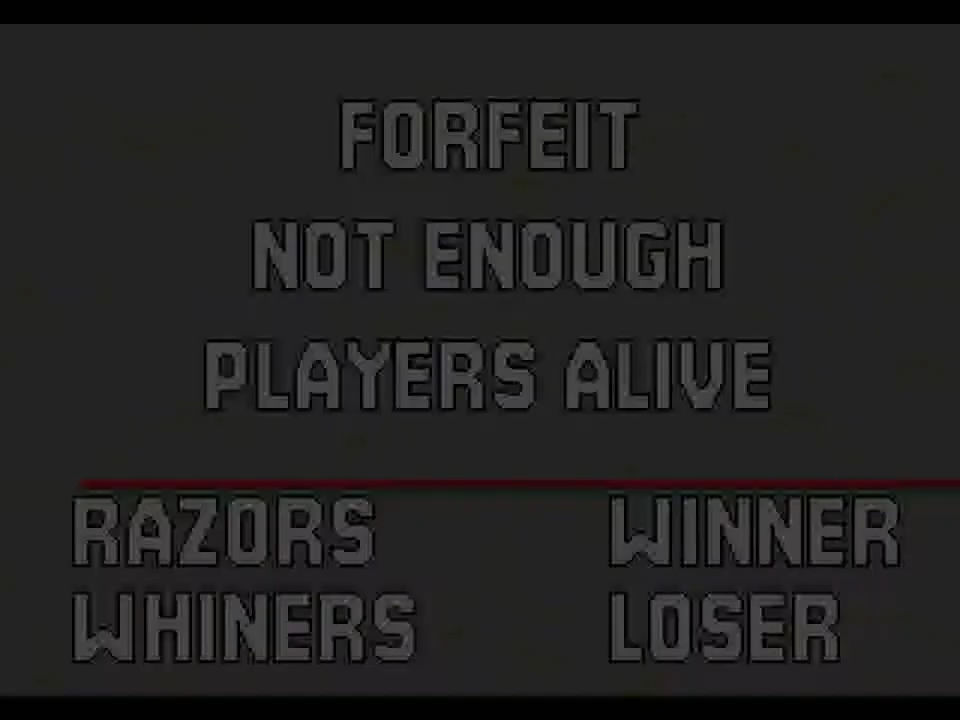 FORFEIT
NOT ENOUGH
PLAYERS ALIVE
RAZORS WINNER
WHINERS LOSER